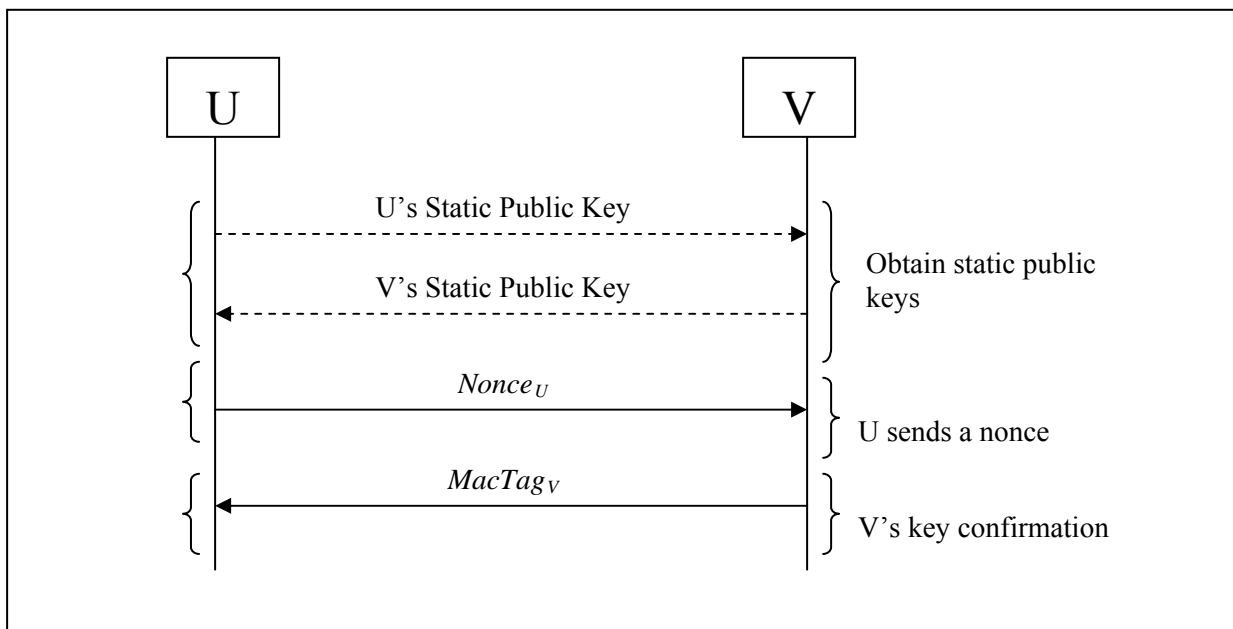 U
V
U’s Static Public Key
V’s Static Public Key
Obtain static public
keys
NonceU
U sends a nonce
MacTagV
V’s key confirmation